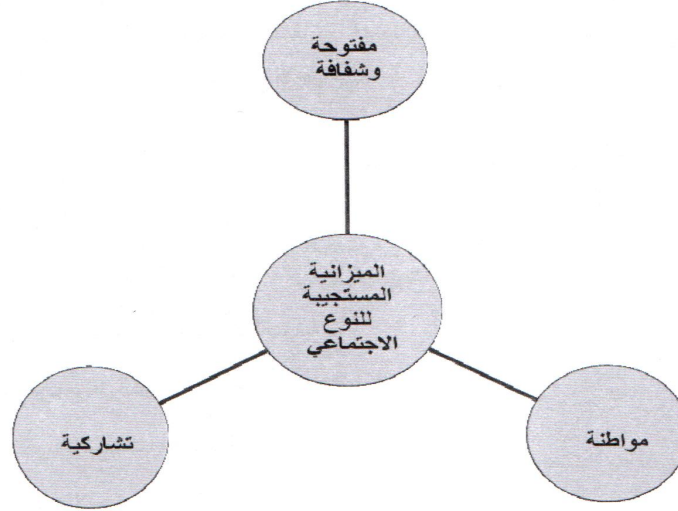 مفتوحة
وشفافة
الميزانية
المستجيبة
للنوع
الاجتماعي
مواطنة
تشاركية